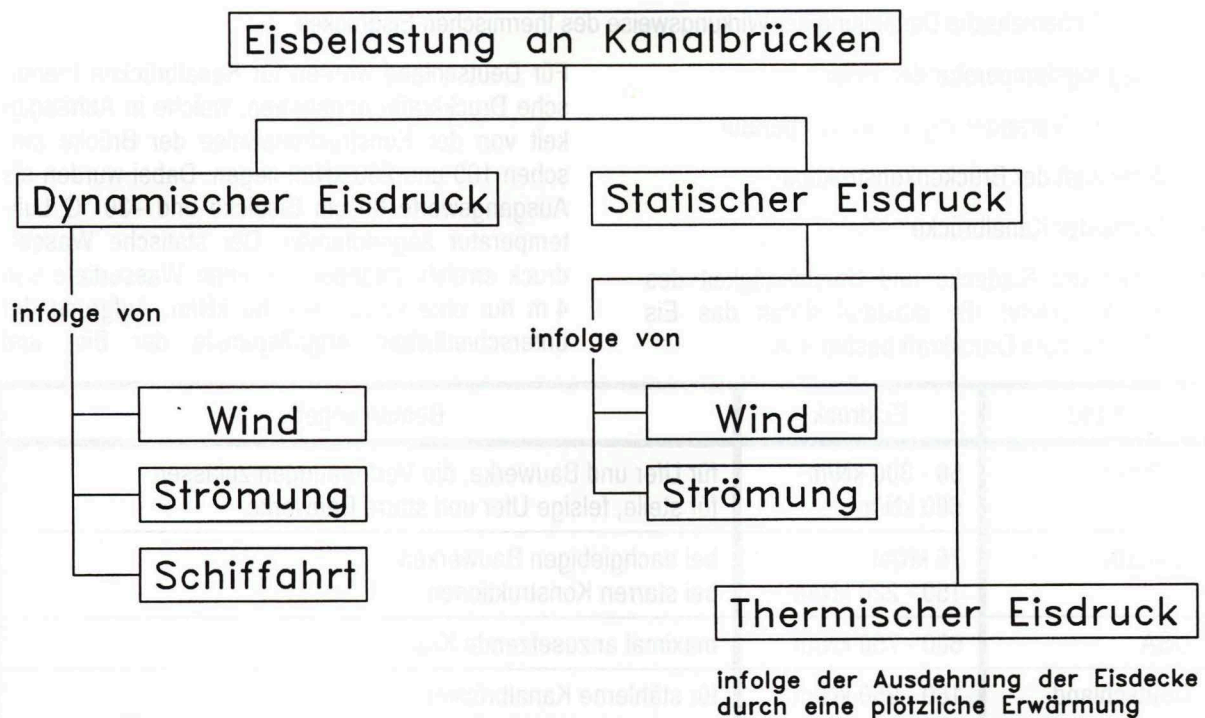 Eisbelastung an Kanalbrücken
Dynamischer Eisdruck
infolge von
Wind
Strömung
Schiffahrt
Statischer Eisdruck
infolge von
Wind
Strömung
Thermischer Eisdruck
infolge der Ausdehnung der Eisdecke
durch eine plötzliche Erwärmung